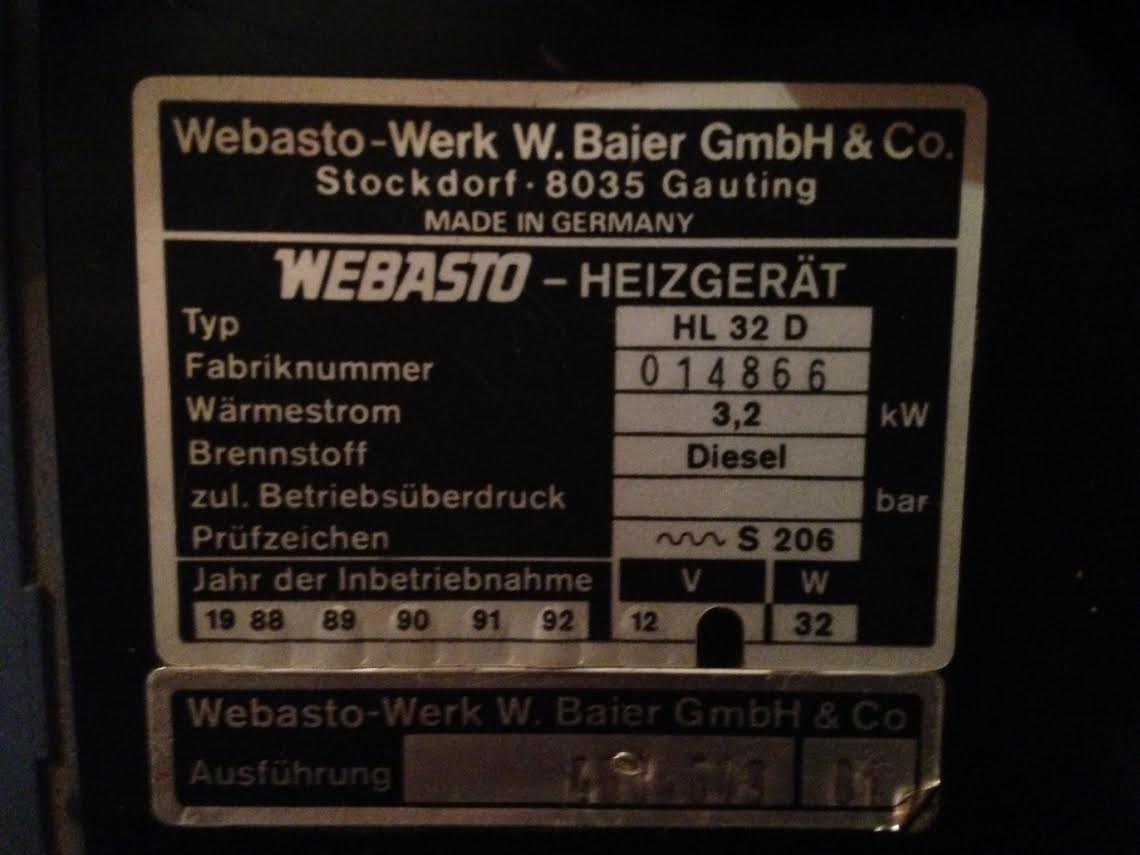 Webasto-Werk W. Baier GmbH & Co.
Stockdorf · 8035 Gauting
MADE IN GERMANY
WEBASTO – HEIZGERÄT
Typ HL 32 D
Fabriknummer 014866
Wärmestrom 3,2 kW
Brennstoff Diesel
zul. Betriebsüberdruck bar
Prüfzeichen S 206
Jahr der Inbetriebnahme V W
19 88 89 90 91 92 12 32
Webasto-Werk W. Baier GmbH & Co
Ausführung